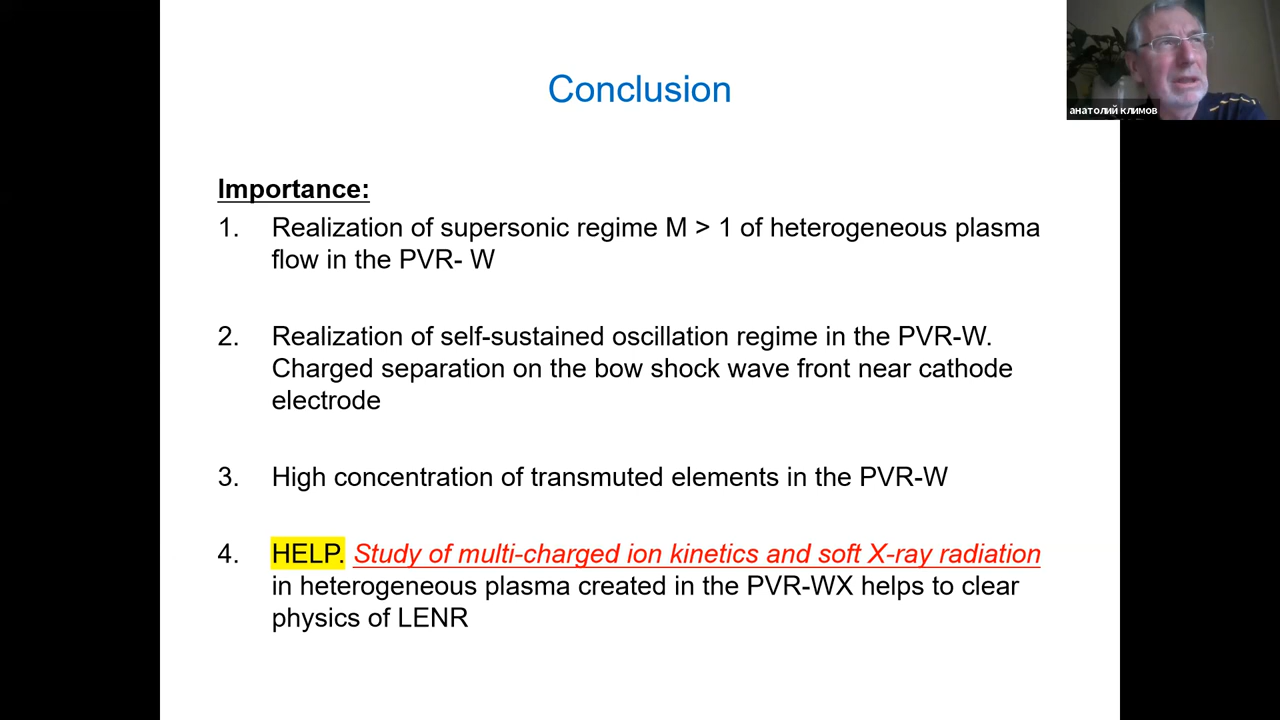 Conclusion
анатолий климов
Importance:
1. Realization of supersonic regime M > 1 of heterogeneous plasma
flow in the PVR- W
2. Realization of self-sustained oscillation regime in the PVR-W.
Charged separation on the bow shock wave front near cathode
electrode
3. High concentration of transmuted elements in the PVR-W
4. HELP. Study of multi-charged ion kinetics and soft X-ray radiation
in heterogeneous plasma created in the PVR-WX helps to clear
physics of LENR